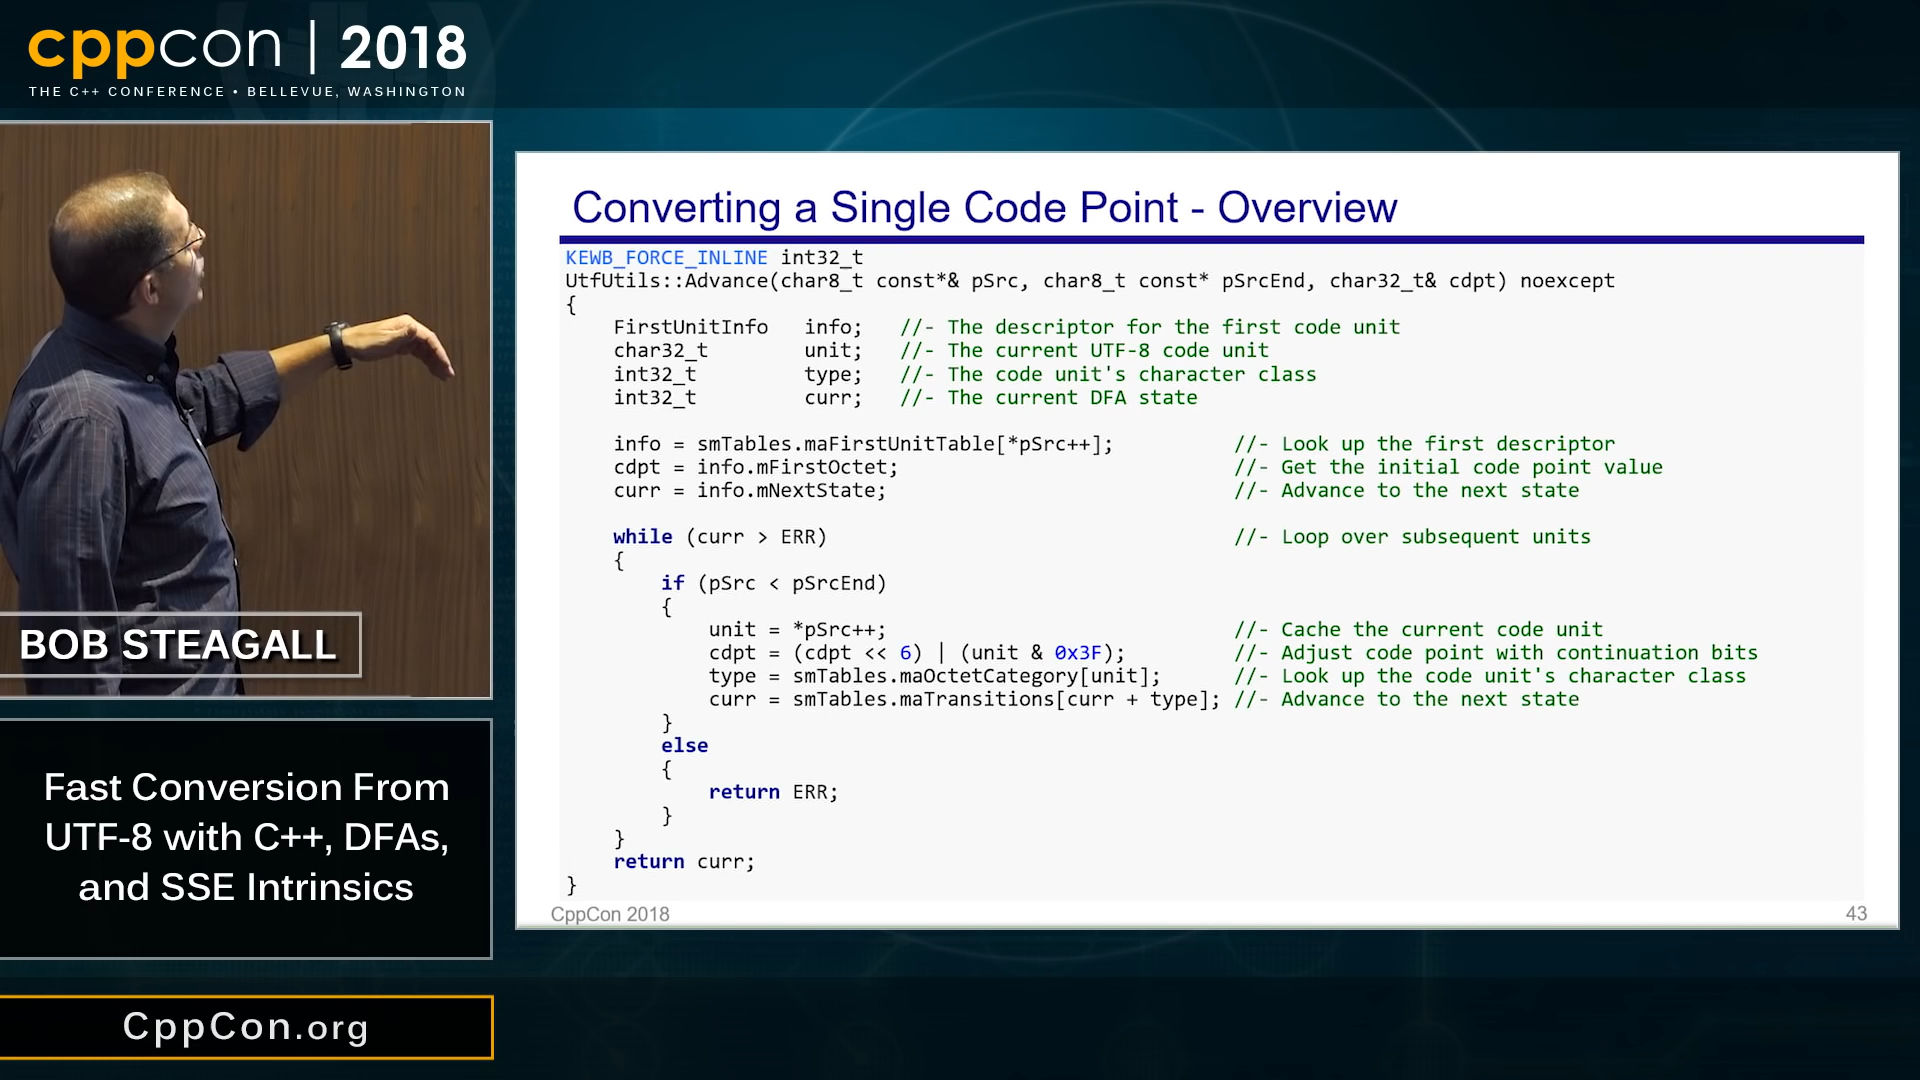 cppcon | 2018
THE C++ CONFERENCE • BELLEVUE, WASHINGTON
BOB STEAGALL
Fast Conversion From
UTF-8 with C++, DFAs,
and SSE Intrinsics
CppCon.org
Converting a Single Code Point - Overview
KEWB_FORCE_INLINE int32_t
UtfUtils::Advance(char8_t const*& pSrc, char8_t const* pSrcEnd, char32_t& cdpt) noexcept
{
    FirstUnitInfo   info;   //- The descriptor for the first code unit
    char32_t        unit;   //- The current UTF-8 code unit
    int32_t         type;   //- The code unit's character class
    int32_t         curr;   //- The current DFA state
    info = smTables.maFirstUnitTable[*pSrc++];          //- Look up the first descriptor
    cdpt = info.mFirstOctet;                            //- Get the initial code point value
    curr = info.mNextState;                             //- Advance to the next state
    while (curr > ERR)                                  //- Loop over subsequent units
    {
        if (pSrc < pSrcEnd)
        {
            unit = *pSrc++;                             //- Cache the current code unit
            cdpt = (cdpt << 6) | (unit & 0x3F);         //- Adjust code point with continuation bits
            type = smTables.maOctetCategory[unit];      //- Look up the code unit's character class
            curr = smTables.maTransitions[curr + type]; //- Advance to the next state
        }
        else
        {
            return ERR;
        }
    }
    return curr;
}
CppCon 2018
43